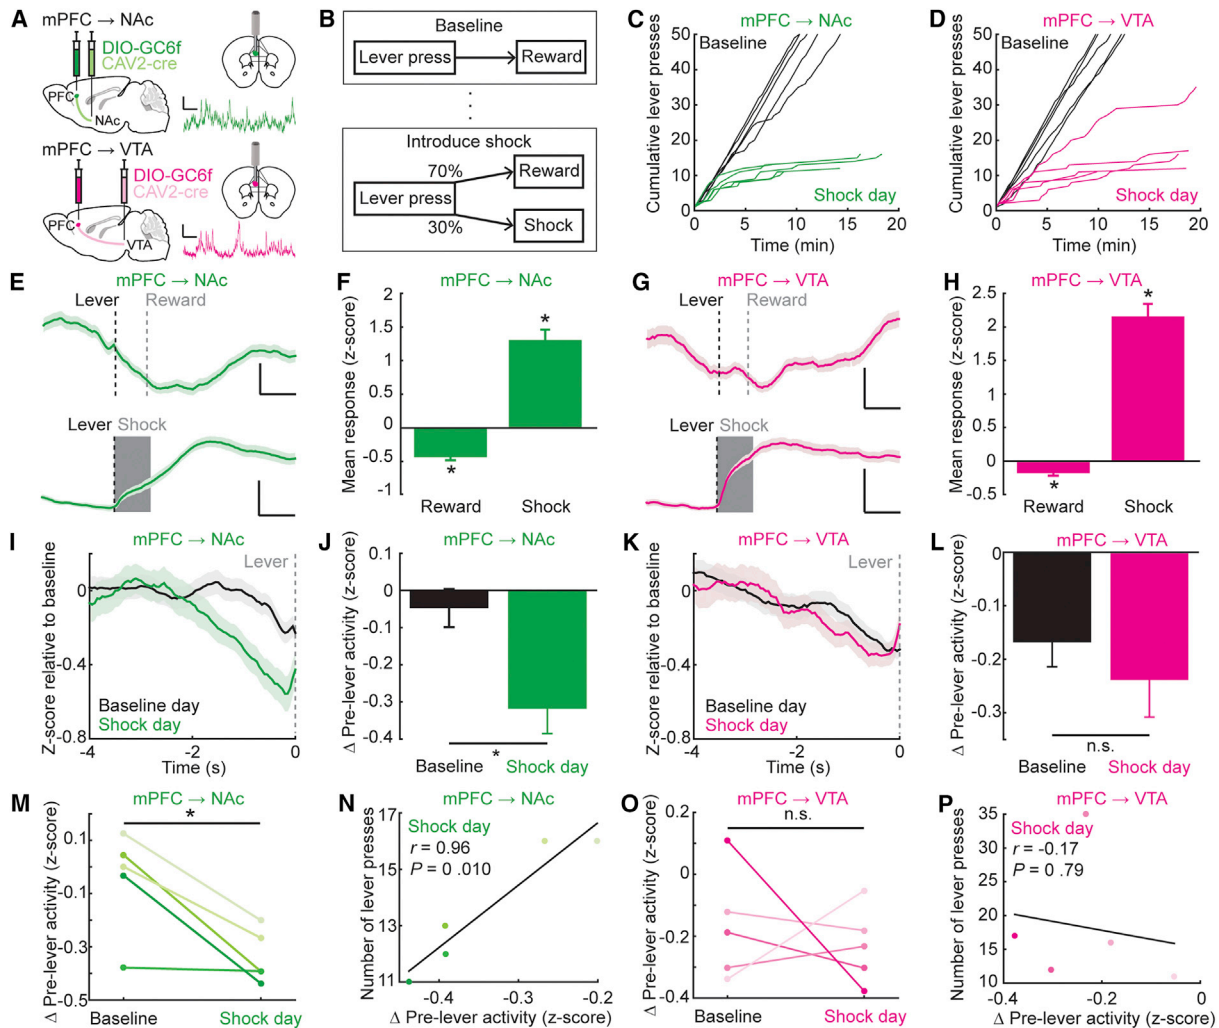 A
mPFC → NAc
DIO-GC6f
CAV2-cre
PFC
NAc
mPFC → VTA
DIO-GC6f
CAV2-cre
PFC
VTA
B
Baseline
Lever press
Reward
Introduce shock
70%
Reward
Lever press
30%
Shock
C
mPFC → NAc
Cumulative lever presses
50
40
30
20
10
0
Baseline
Shock day
0
5
10
15
20
Time (min)
D
mPFC → VTA
Cumulative lever presses
50
40
30
20
10
0
Baseline
Shock day
0
5
10
15
20
Time (min)
E
mPFC → NAc
Lever
Reward
Lever
Shock
F
mPFC → NAc
Mean response (z-score)
2
1.5
1
0.5
0
-0.5
-1
*
*
Reward
Shock
G
mPFC → VTA
Lever
Reward
Lever
Shock
H
mPFC → VTA
Mean response (z-score)
2.5
2
1.5
1
0.5
0
-0.5
*
*
Reward
Shock
I
mPFC → NAc
Z-score relative to baseline
0
-0.4
-0.8
Lever
Baseline day
Shock day
-4
-2
0
Time (s)
J
mPFC → NAc
Δ Pre-lever activity (z-score)
0.1
0
-0.1
-0.2
-0.3
-0.4
*
Baseline
Shock day
K
mPFC → VTA
Z-score relative to baseline
0
-0.4
-0.8
Lever
Baseline day
Shock day
-4
-2
0
Time (s)
L
mPFC → VTA
Δ Pre-lever activity (z-score)
0
-0.1
-0.2
-0.3
n.s.
Baseline
Shock day
M
mPFC → NAc
Δ Pre-lever activity (z-score)
0.1
-0.1
-0.3
-0.5
*
Baseline
Shock day
N
mPFC → NAc
Number of lever presses
17
15
13
11
Shock day
r = 0.96
P = 0 .010
-0.4
-0.3
-0.2
Δ Pre-lever activity (z-score)
O
mPFC → VTA
Δ Pre-lever activity (z-score)
0.2
0
-0.2
-0.4
n.s.
Baseline
Shock day
P
mPFC → VTA
Number of lever presses
35
30
25
20
15
10
Shock day
r = -0.17
P = 0 .79
-0.4
-0.2
0
Δ Pre-lever activity (z-score)